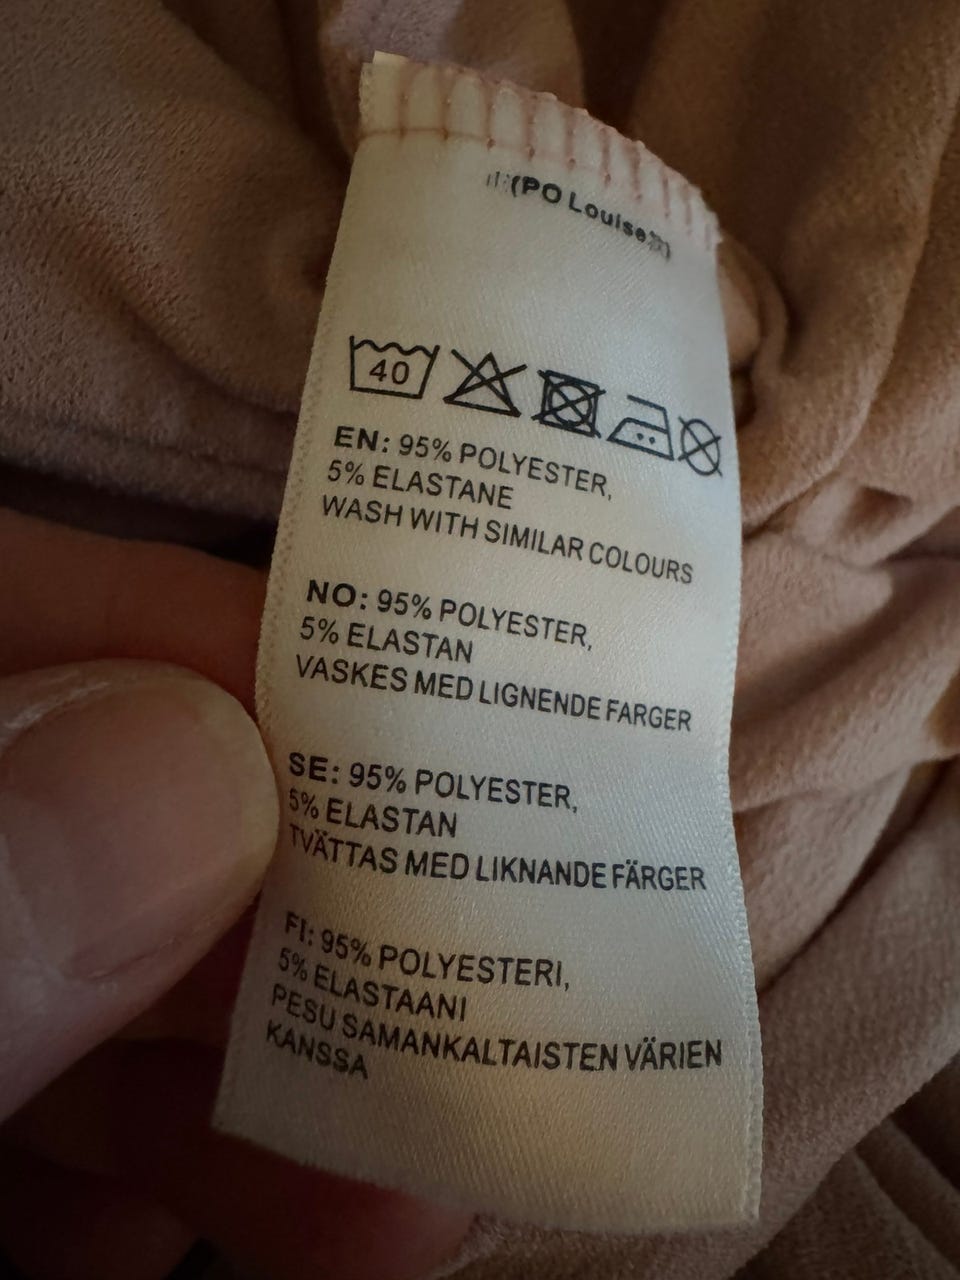 (PO Louise
40
EN: 95% POLYESTER,
5% ELASTANE
WASH WITH SIMILAR COLOURS
NO: 95% POLYESTER,
5% ELASTAN
VASKES MED LIGNENDE FARGER
SE: 95% POLYESTER,
5% ELASTAN
TVÄTTAS MED LIKNANDE FÄRGER
FI: 95% POLYESTERI,
5% ELASTAANI
PESU SAMANKALTAISTEN VÄRIEN
KANSSA